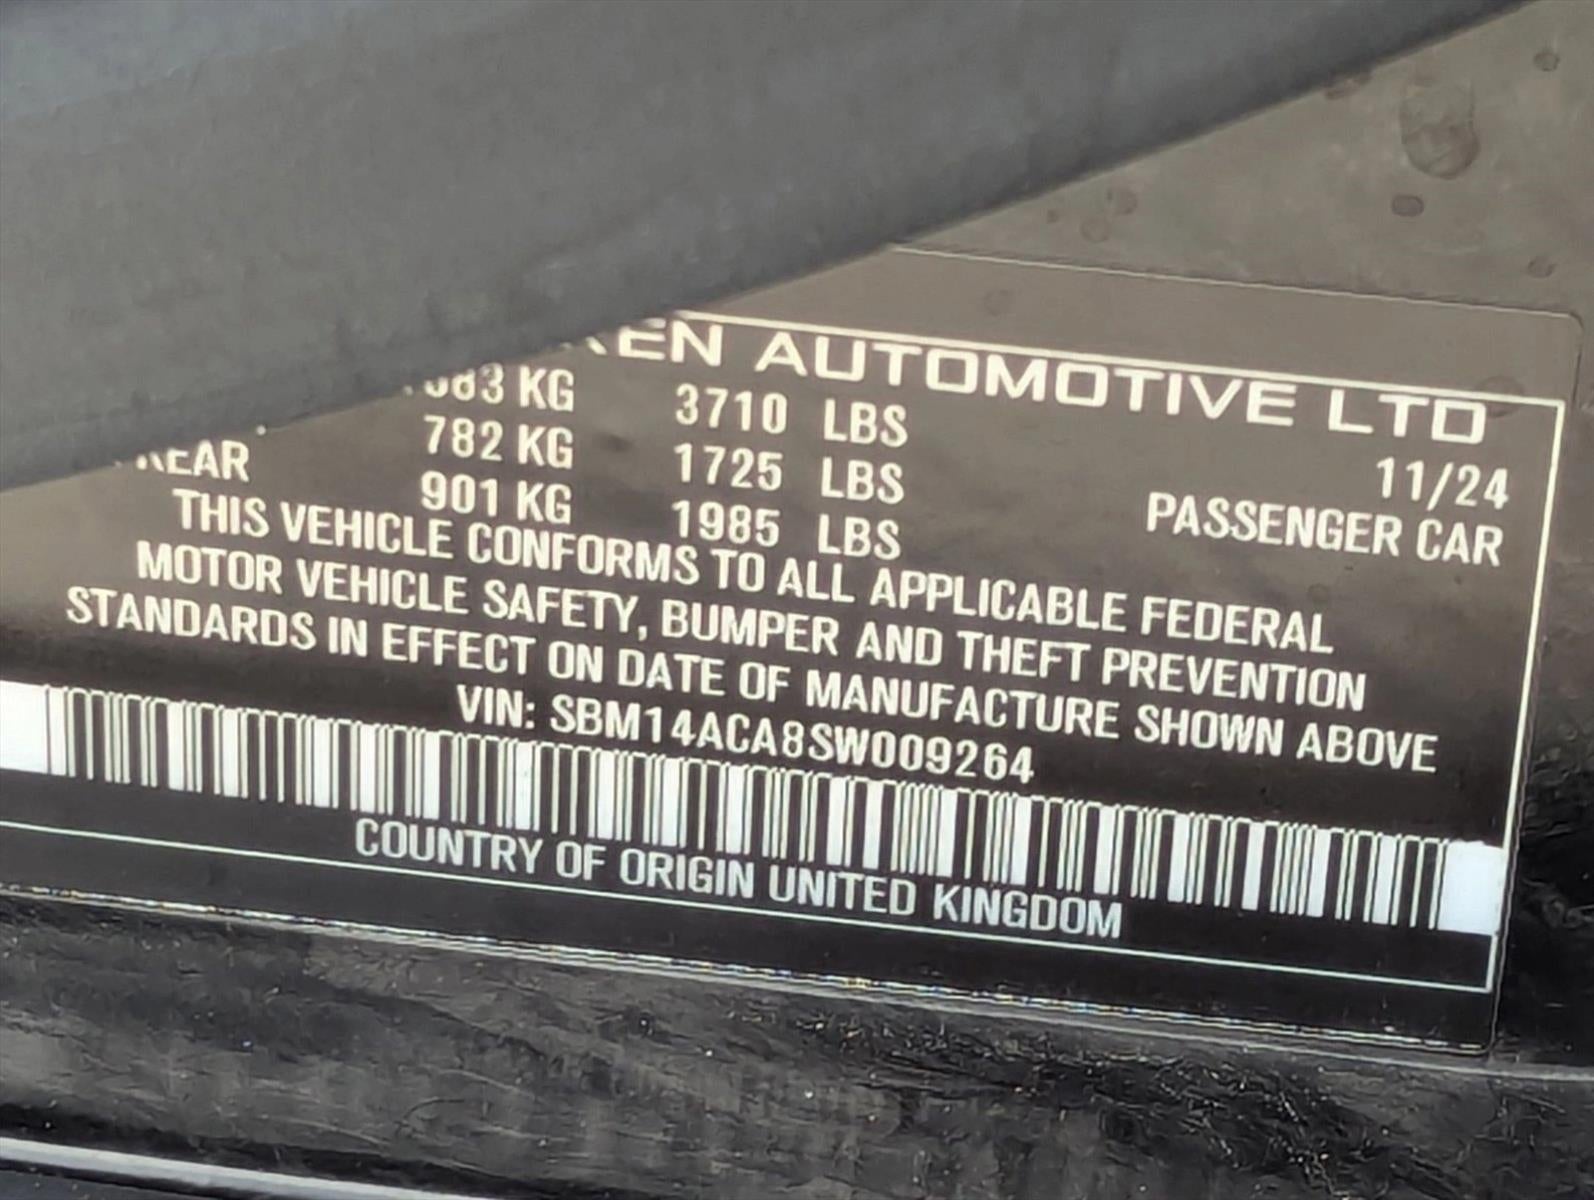 AUTOMOTIVE LTD
KG 3710 LBS 11/24
782 KG 1725 LBS PASSENGER CAR
REAR 901 KG 1985 LBS
THIS VEHICLE CONFORMS TO ALL APPLICABLE FEDERAL
MOTOR VEHICLE SAFETY, BUMPER AND THEFT PREVENTION
STANDARDS IN EFFECT ON DATE OF MANUFACTURE SHOWN ABOVE
VIN: SBM14ACA8SW009264
COUNTRY OF ORIGIN UNITED KINGDOM